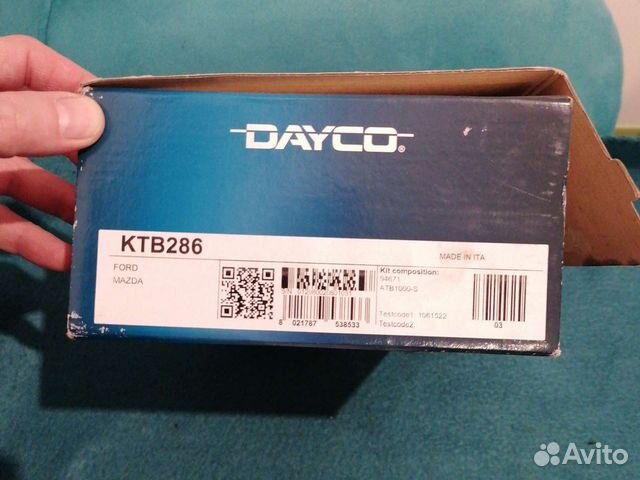 DAYCO®
KTB286
FORD
MAZDA
MADE IN ITA
Kit composition:
94671
ATB1000-S
Testcode1: 1061522
Testcode2:
8 021787 538533
03
Avito